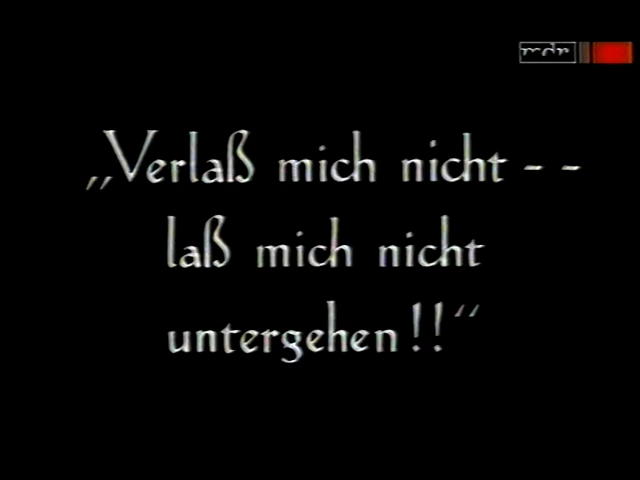 mdr
„Verlaß mich nicht - -
laß mich nicht
untergehen!!“